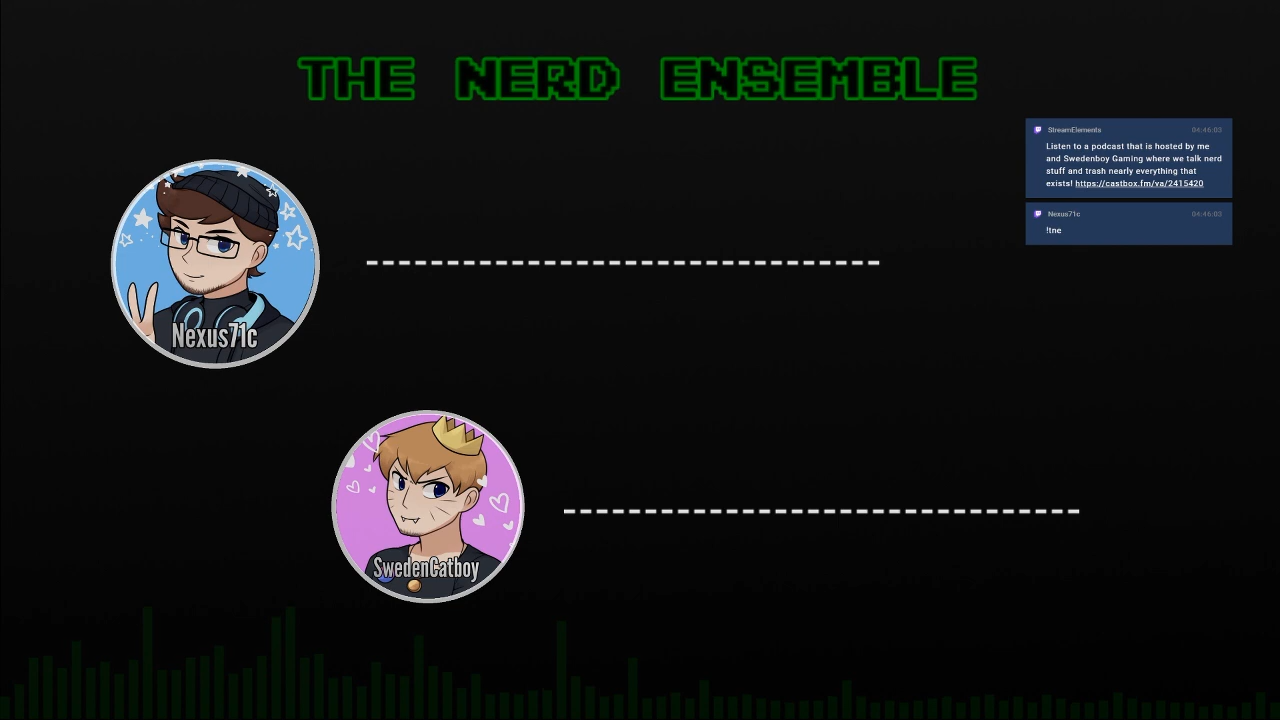 THE NERD ENSEMBLE
StreamElements 04:46:03
Listen to a podcast that is hosted by me
and Swedenboy Gaming where we talk nerd
stuff and trash nearly everything that
exists! https://castbox.fm/va/2415420
Nexus71c 04:46:03
!tne
Nexus71c
SwedenCatboy